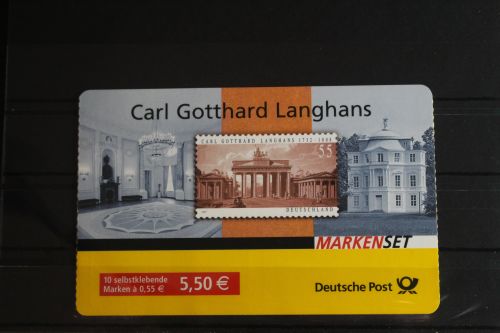 Carl Gotthard Langhans
CARL GOTTHARD LANGHANS 1732 - 1808
55
DEUTSCHLAND
MARKENSET
10 selbstklebende
Marken à 0,55 €
5,50 €
Deutsche Post